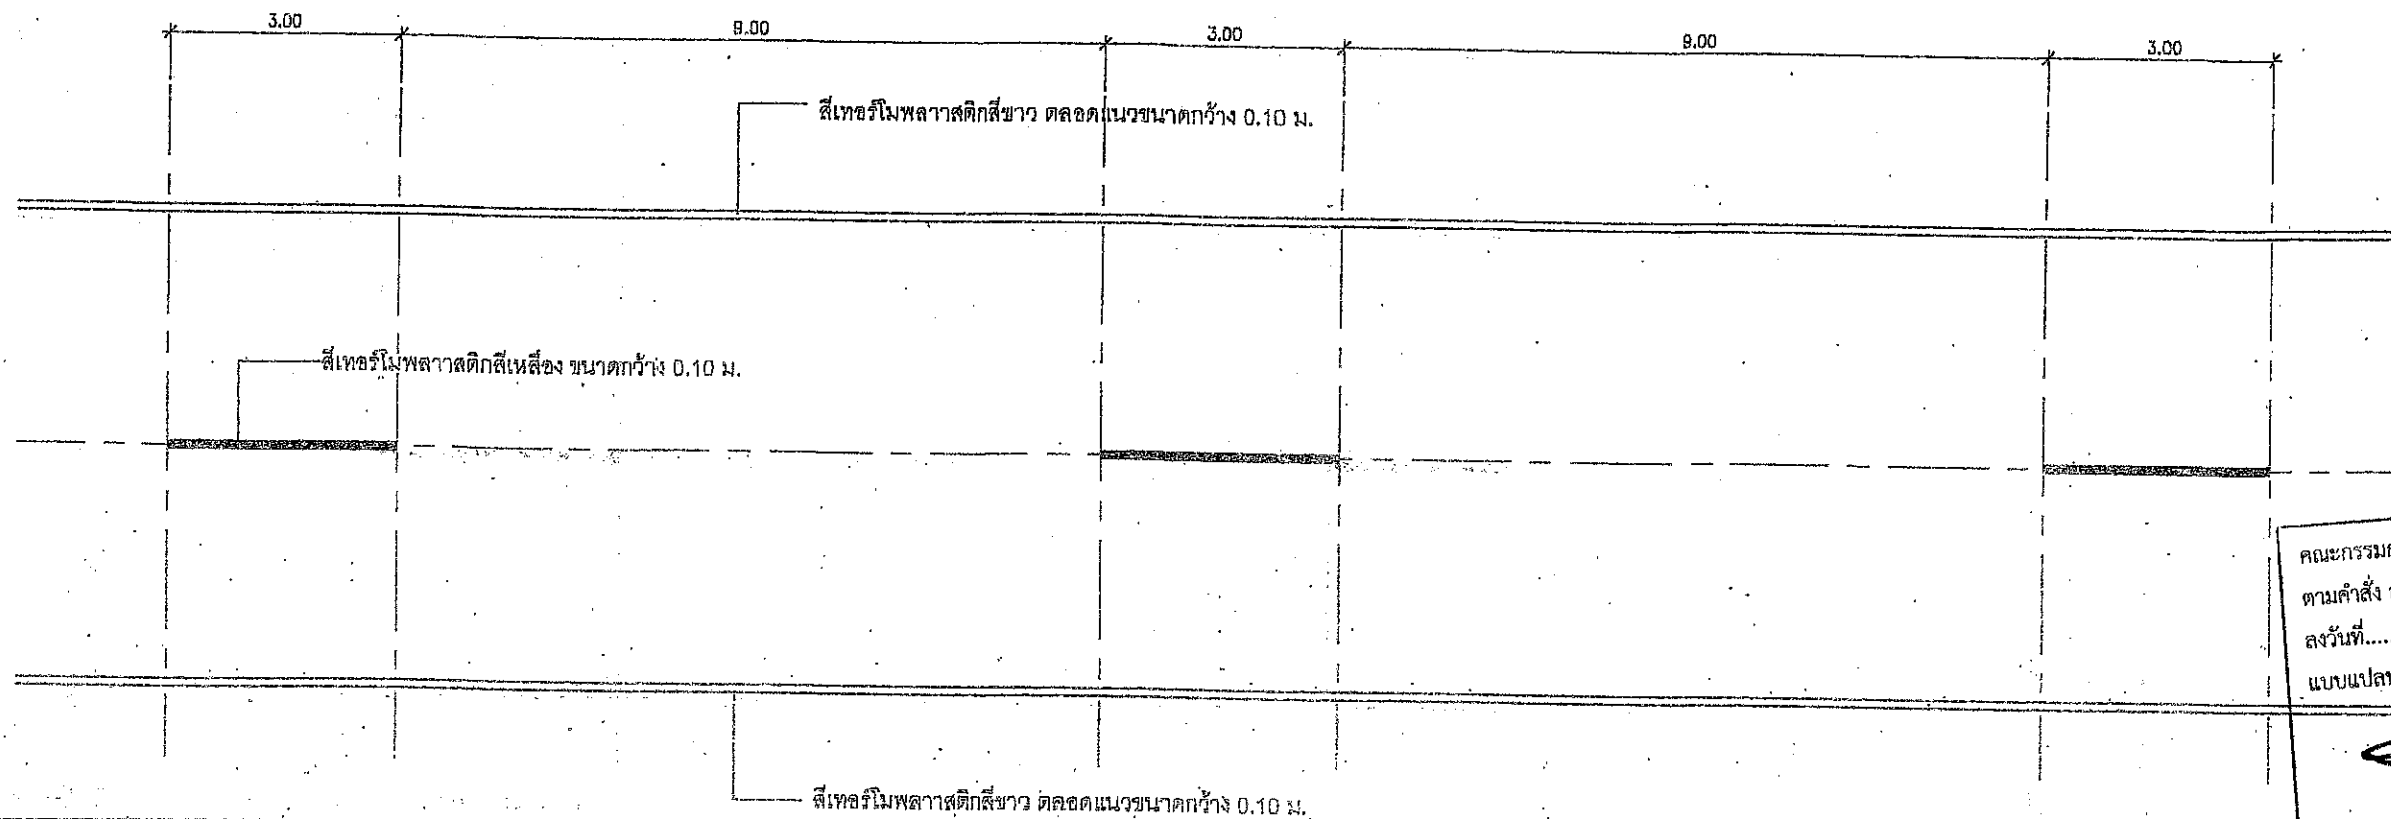 3.00
9.00
3.00
9.00
3.00
สีเทอร์โมพลาาสติกสีขาว ตลอดแนวขนาดกว้าง 0.10 ม.
สีเทอร์โมพลาาสติกสีเหลือง ขนาดกว้าง 0.10 ม.
คณะกรรม
ตามคำสั่ง
ลงวันที่....
แบบแปล
สีเทอร์โมพลาาสติกสีขาว ตลอดแนวขนาดกว้าง 0.10 ม.